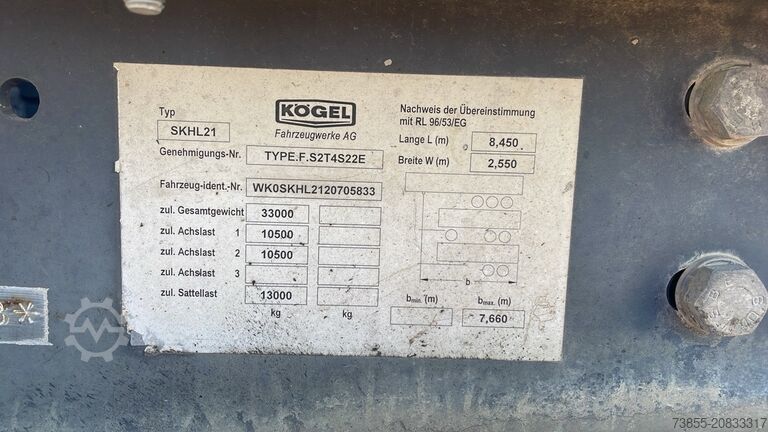 Typ
SKHL21
KÖGEL
Fahrzeugwerke AG
Genehmigungs-Nr. TYPE.F.S2T4S22E
Fahrzeug-ident.-Nr. WK0SKHL2120705833
zul. Gesamtgewicht 33000
zul. Achslast 1 10500
zul. Achslast 2 10500
zul. Achslast 3
zul. Sattellast 13000
kg kg
Nachweis der Übereinstimmung
mit RL 96/53/EG
Lange L (m) 8,450
Breite W (m) 2,550
b
bmin. (m) bmax. (m)
7,660
73855-20833317